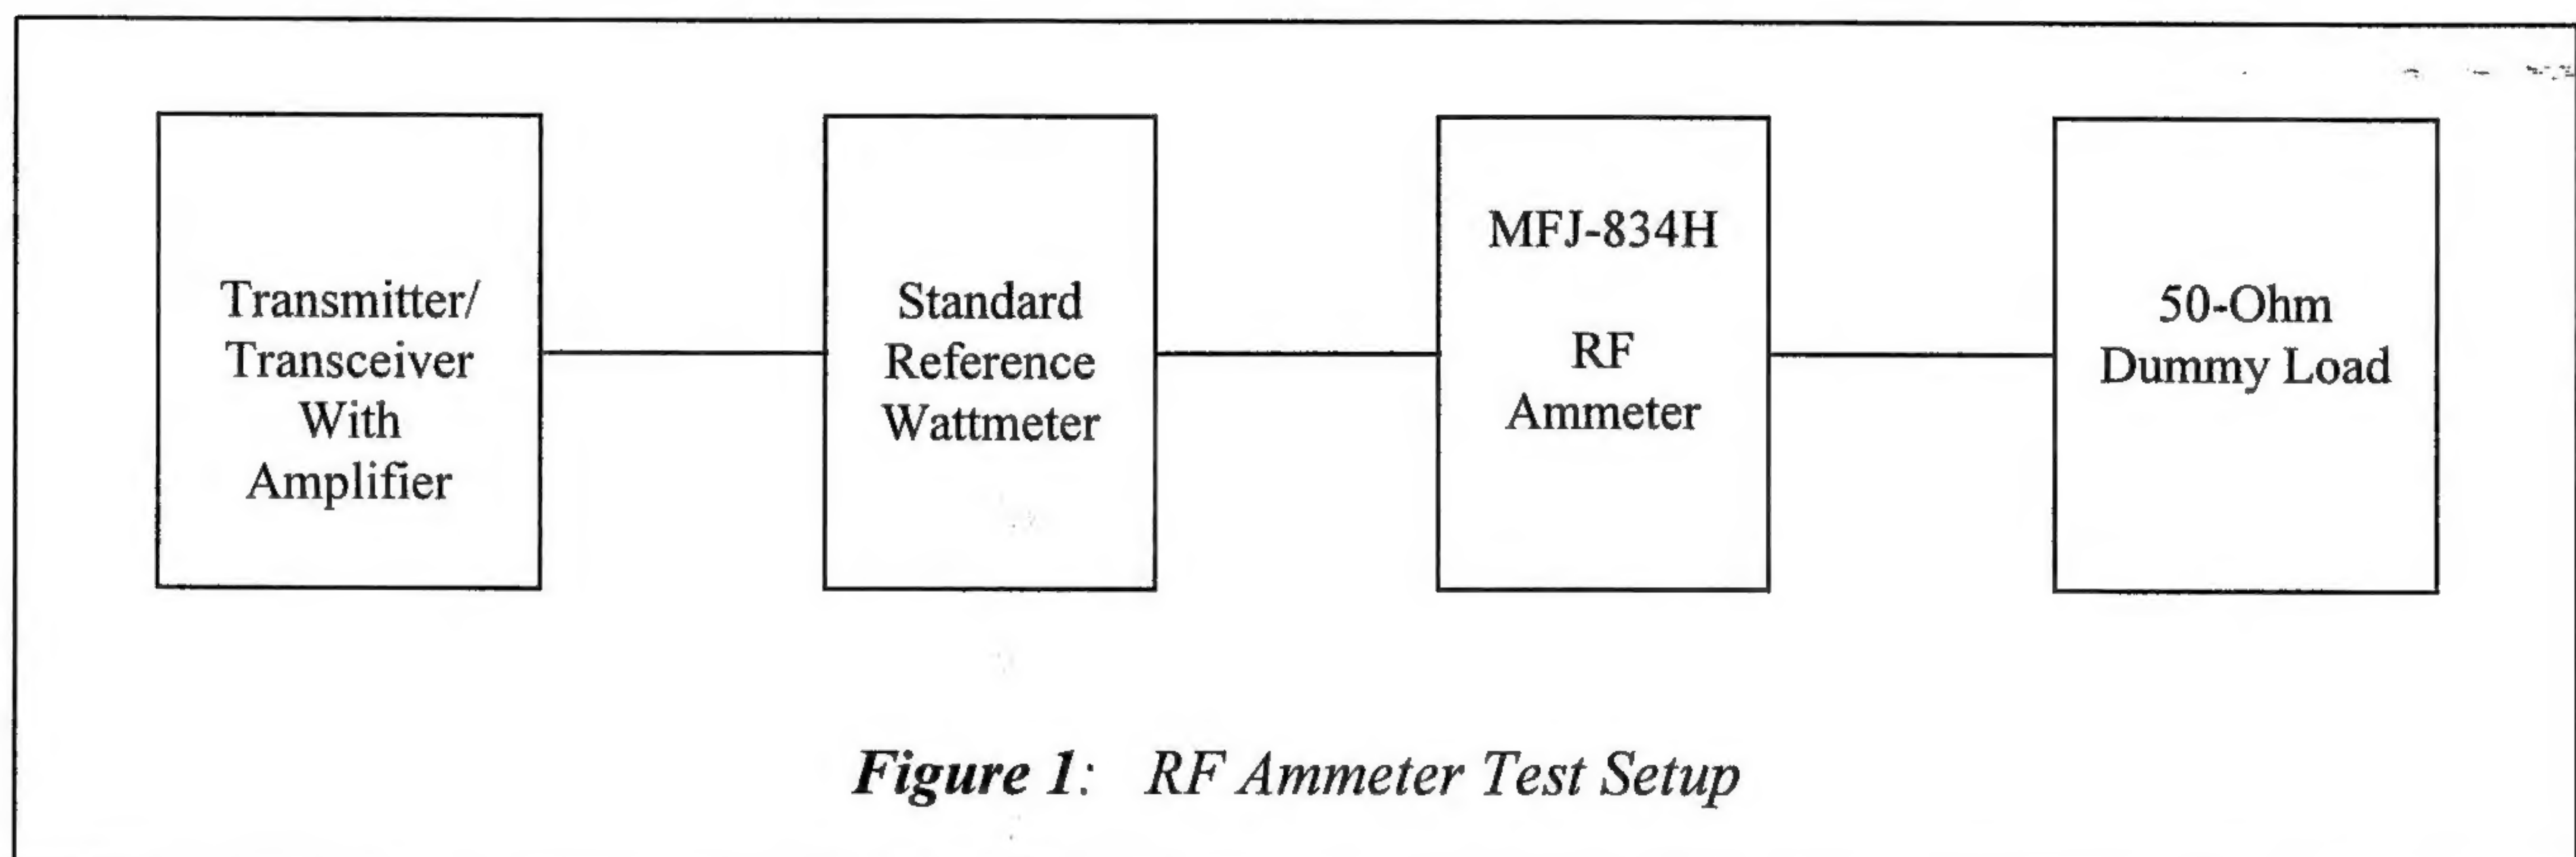 Transmitter/
Transceiver
With
Amplifier
Standard
Reference
Wattmeter
MFJ-834H
RF
Ammeter
50-Ohm
Dummy Load
Figure 1: RF Ammeter Test Setup